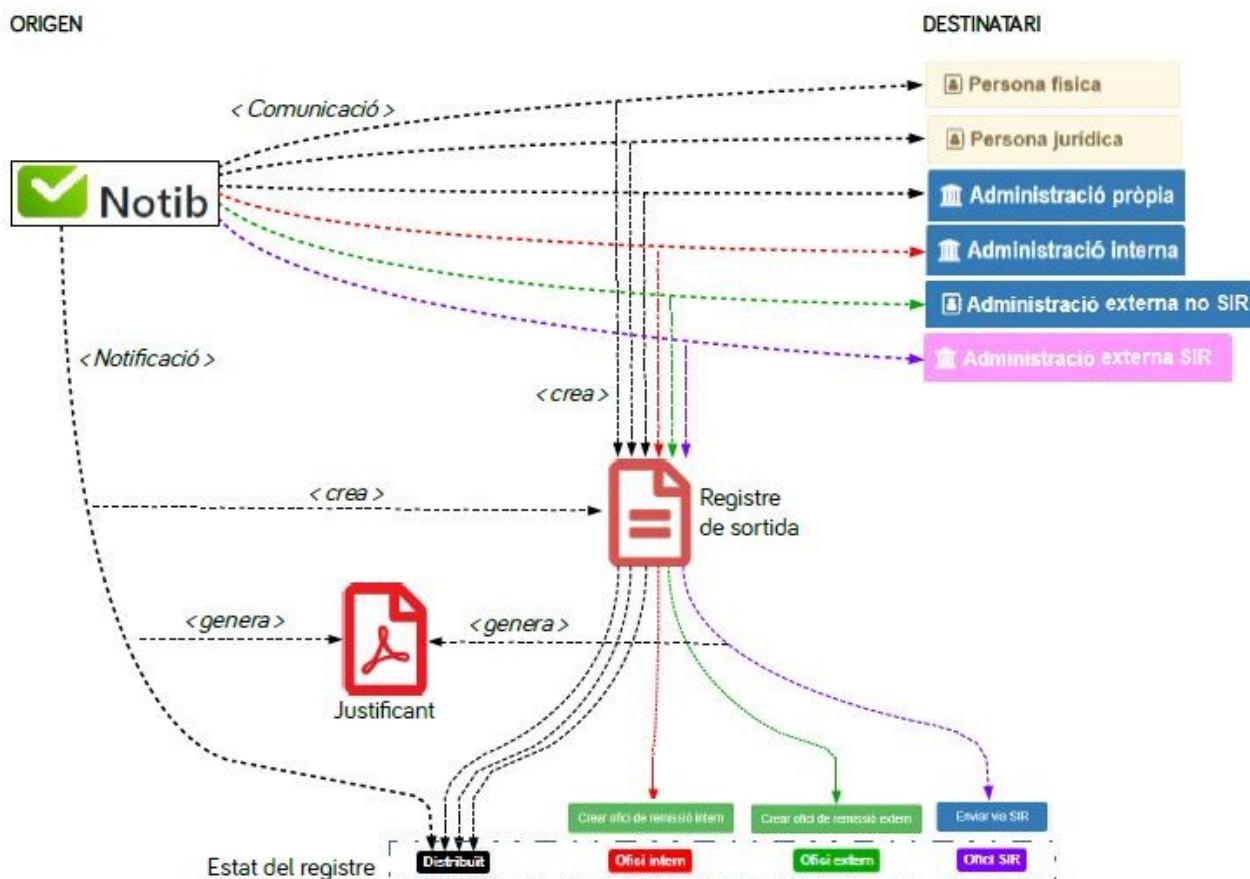 ORIGEN
DESTINATARI
< Comunicació >
Persona física
Persona jurídica
Notib
Administració pròpia
Administració interna
Administració externa no SIR
< Notificació >
Administració externa SIR
< crea >
< crea >
Registre
de sortida
< genera >
< genera >
Justificant
Crear ofici de remissió intern
Crear ofici de remissió extern
Enviar via SIR
Estat del registre
Distribuït
Ofici intern
Ofici extern
Ofici SIR